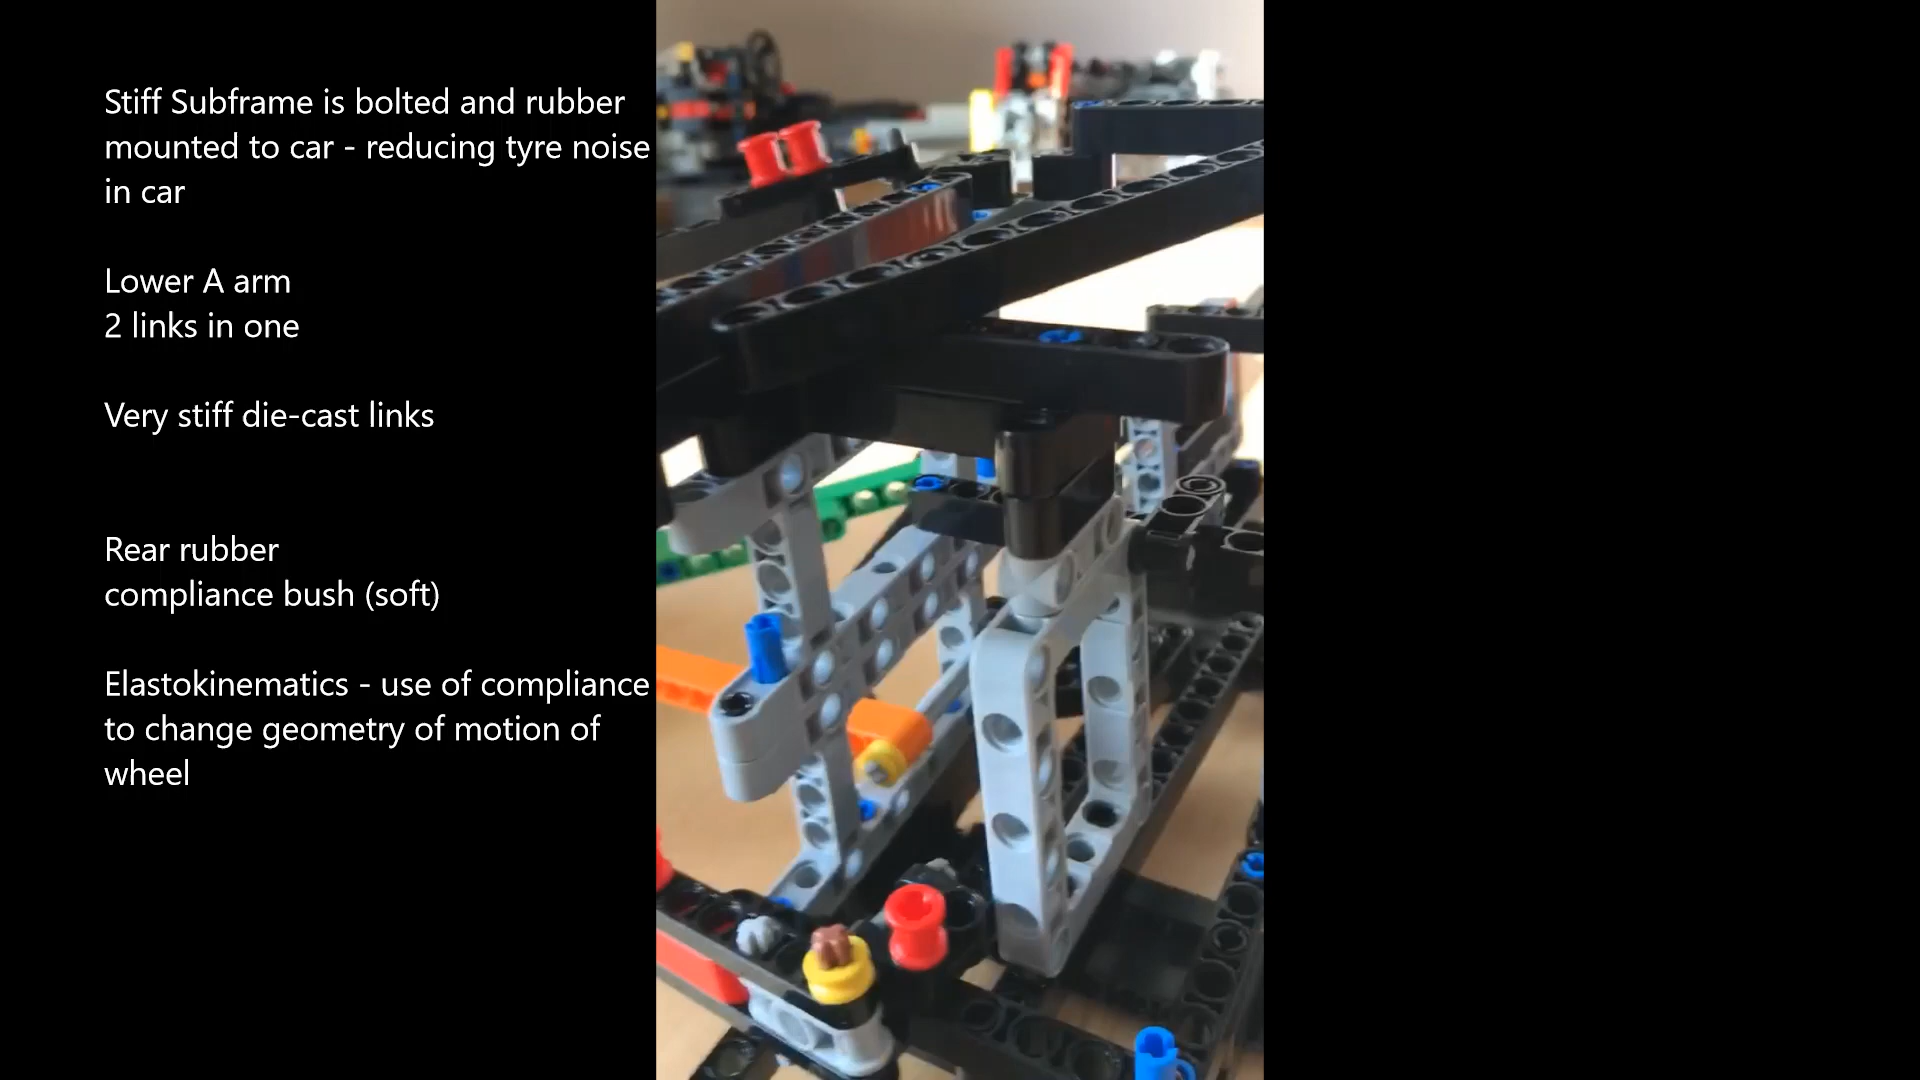 Stiff Subframe is bolted and rubber
mounted to car - reducing tyre noise
in car
Lower A arm
2 links in one
Very stiff die-cast links
Rear rubber
compliance bush (soft)
Elastokinematics - use of compliance
to change geometry of motion of
wheel